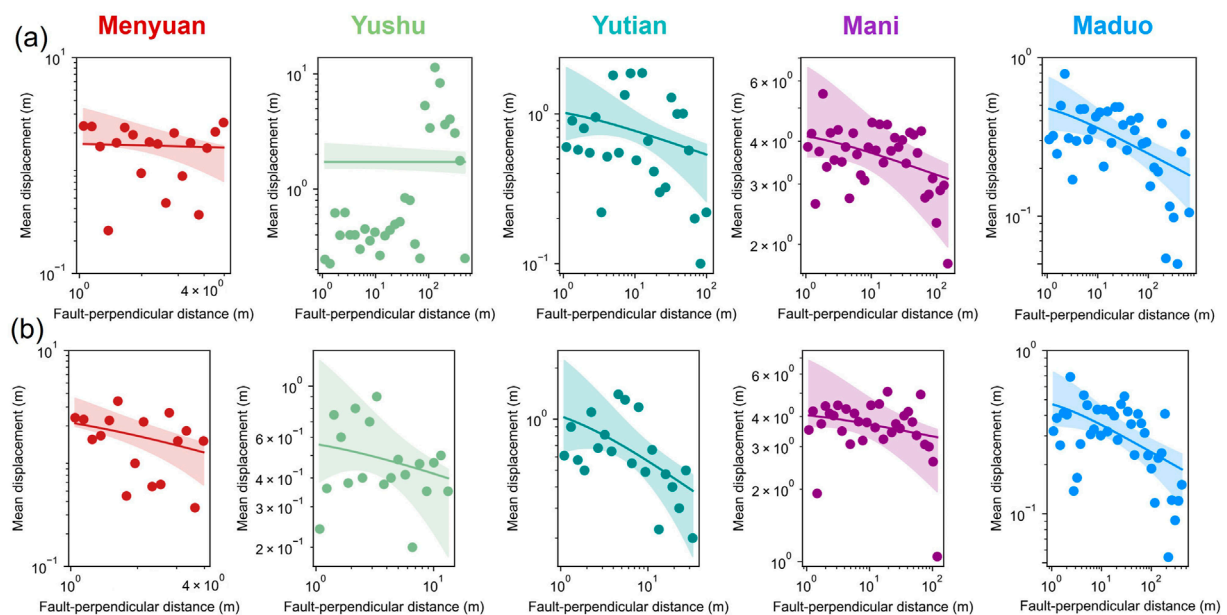 Menyuan Yushu Yutian Mani Maduo
(a)
Mean displacement (m)
10¹
10⁻¹
10⁰ 4 × 10⁰
Fault-perpendicular distance (m)
Mean displacement (m)
10¹
10⁰
10⁰ 10¹ 10²
Fault-perpendicular distance (m)
Mean displacement (m)
10⁰
10⁻¹
10⁰ 10¹ 10²
Fault-perpendicular distance (m)
Mean displacement (m)
6 × 10⁰
4 × 10⁰
3 × 10⁰
2 × 10⁰
10⁰ 10¹ 10²
Fault-perpendicular distance (m)
Mean displacement (m)
10⁰
10⁻¹
10⁰ 10¹ 10²
Fault-perpendicular distance (m)
(b)
Mean displacement (m)
10¹
10⁻¹
10⁰ 4 × 10⁰
Fault-perpendicular distance (m)
Mean displacement (m)
10⁰
6 × 10⁻¹
4 × 10⁻¹
3 × 10⁻¹
2 × 10⁻¹
10⁰ 10¹
Fault-perpendicular distance (m)
Mean displacement (m)
10⁰
10⁰ 10¹
Fault-perpendicular distance (m)
Mean displacement (m)
6 × 10⁰
4 × 10⁰
3 × 10⁰
2 × 10⁰
10⁰
10⁰ 10¹ 10²
Fault-perpendicular distance (m)
Mean displacement (m)
10⁰
10⁻¹
10⁰ 10¹ 10²
Fault-perpendicular distance (m)